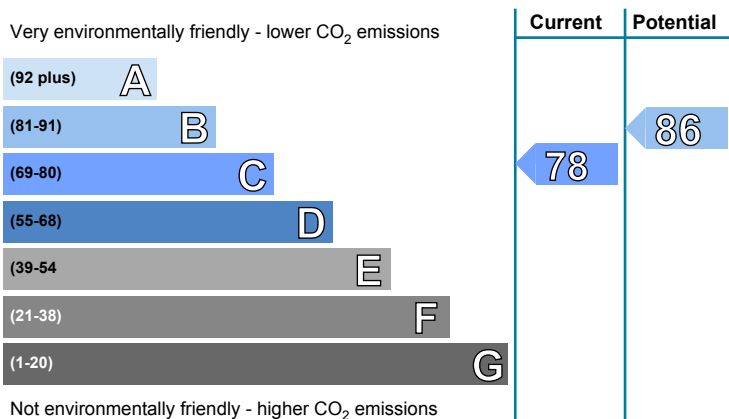 Very environmentally friendly - lower CO₂ emissions
Current
Potential
(92 plus) A
(81-91) B
(69-80) C
(55-68) D
(39-54 E
(21-38) F
(1-20) G
78
86
Not environmentally friendly - higher CO₂ emissions